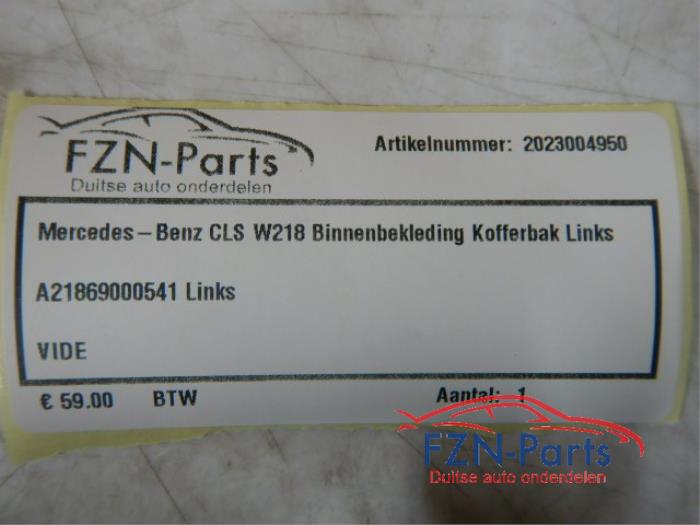 FZN-Parts
Duitse auto onderdelen
Artikelnummer: 2023004950
Mercedes-Benz CLS W218 Binnenbekleding Kofferbak Links
A21869000541 Links
VIDE
€ 59.00 BTW Aantal: 1
FZN-Parts
Duitse auto onderdelen